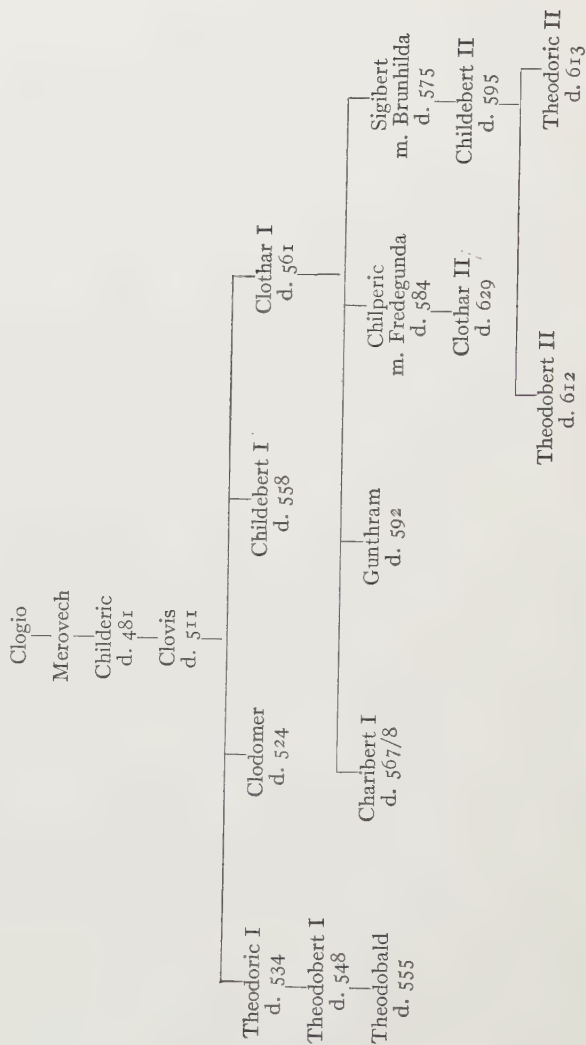 Clogio
Merovech
Childeric
d. 481
Clovis
d. 511
Theodoric I
d. 534
Clodomer
d. 524
Childebert I
d. 558
Clothar I
d. 561
Theodobert I
d. 548
Theodobald
d. 555
Charibert I
d. 567/8
Gunthram
d. 592
Chilperic
m. Fredegunda
d. 584
Sigibert
m. Brunhilda
d. 575
Clothar II
d. 629
Childebert II
d. 595
Theodobert II
d. 612
Theodoric II
d. 613